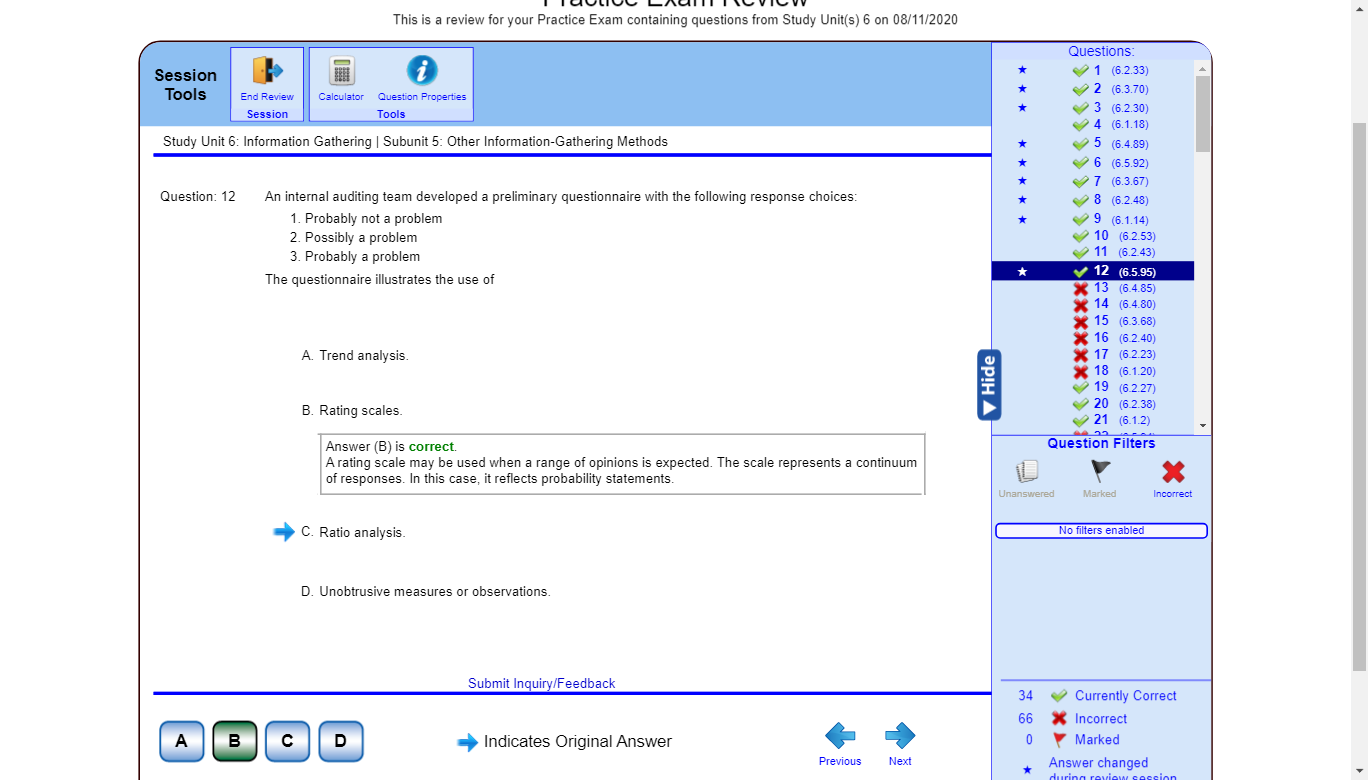 Practice Exam Review
This is a review for your Practice Exam containing questions from Study Unit(s) 6 on 08/11/2020
Session
Tools
End Review
Session
Calculator
Question Properties
Tools
Study Unit 6: Information Gathering | Subunit 5: Other Information-Gathering Methods
Question: 12
An internal auditing team developed a preliminary questionnaire with the following response choices:
1. Probably not a problem
2. Possibly a problem
3. Probably a problem
The questionnaire illustrates the use of
A. Trend analysis.
B. Rating scales.
Answer (B) is correct.
A rating scale may be used when a range of opinions is expected. The scale represents a continuum
of responses. In this case, it reflects probability statements.
C. Ratio analysis.
D. Unobtrusive measures or observations.
Submit Inquiry/Feedback
A B C D
Indicates Original Answer
Previous
Next
Questions:
1 (6.2.33)
2 (6.3.70)
3 (6.2.30)
4 (6.1.18)
5 (6.4.89)
6 (6.5.92)
7 (6.3.67)
8 (6.2.48)
9 (6.1.14)
10 (6.2.53)
11 (6.2.43)
12 (6.5.95)
13 (6.4.85)
14 (6.4.80)
15 (6.3.68)
16 (6.2.40)
17 (6.2.23)
18 (6.1.20)
19 (6.2.27)
20 (6.2.38)
21 (6.1.2)
Hide
Question Filters
Unanswered
Marked
Incorrect
No filters enabled
34 Currently Correct
66 Incorrect
0 Marked
Answer changed
during review session